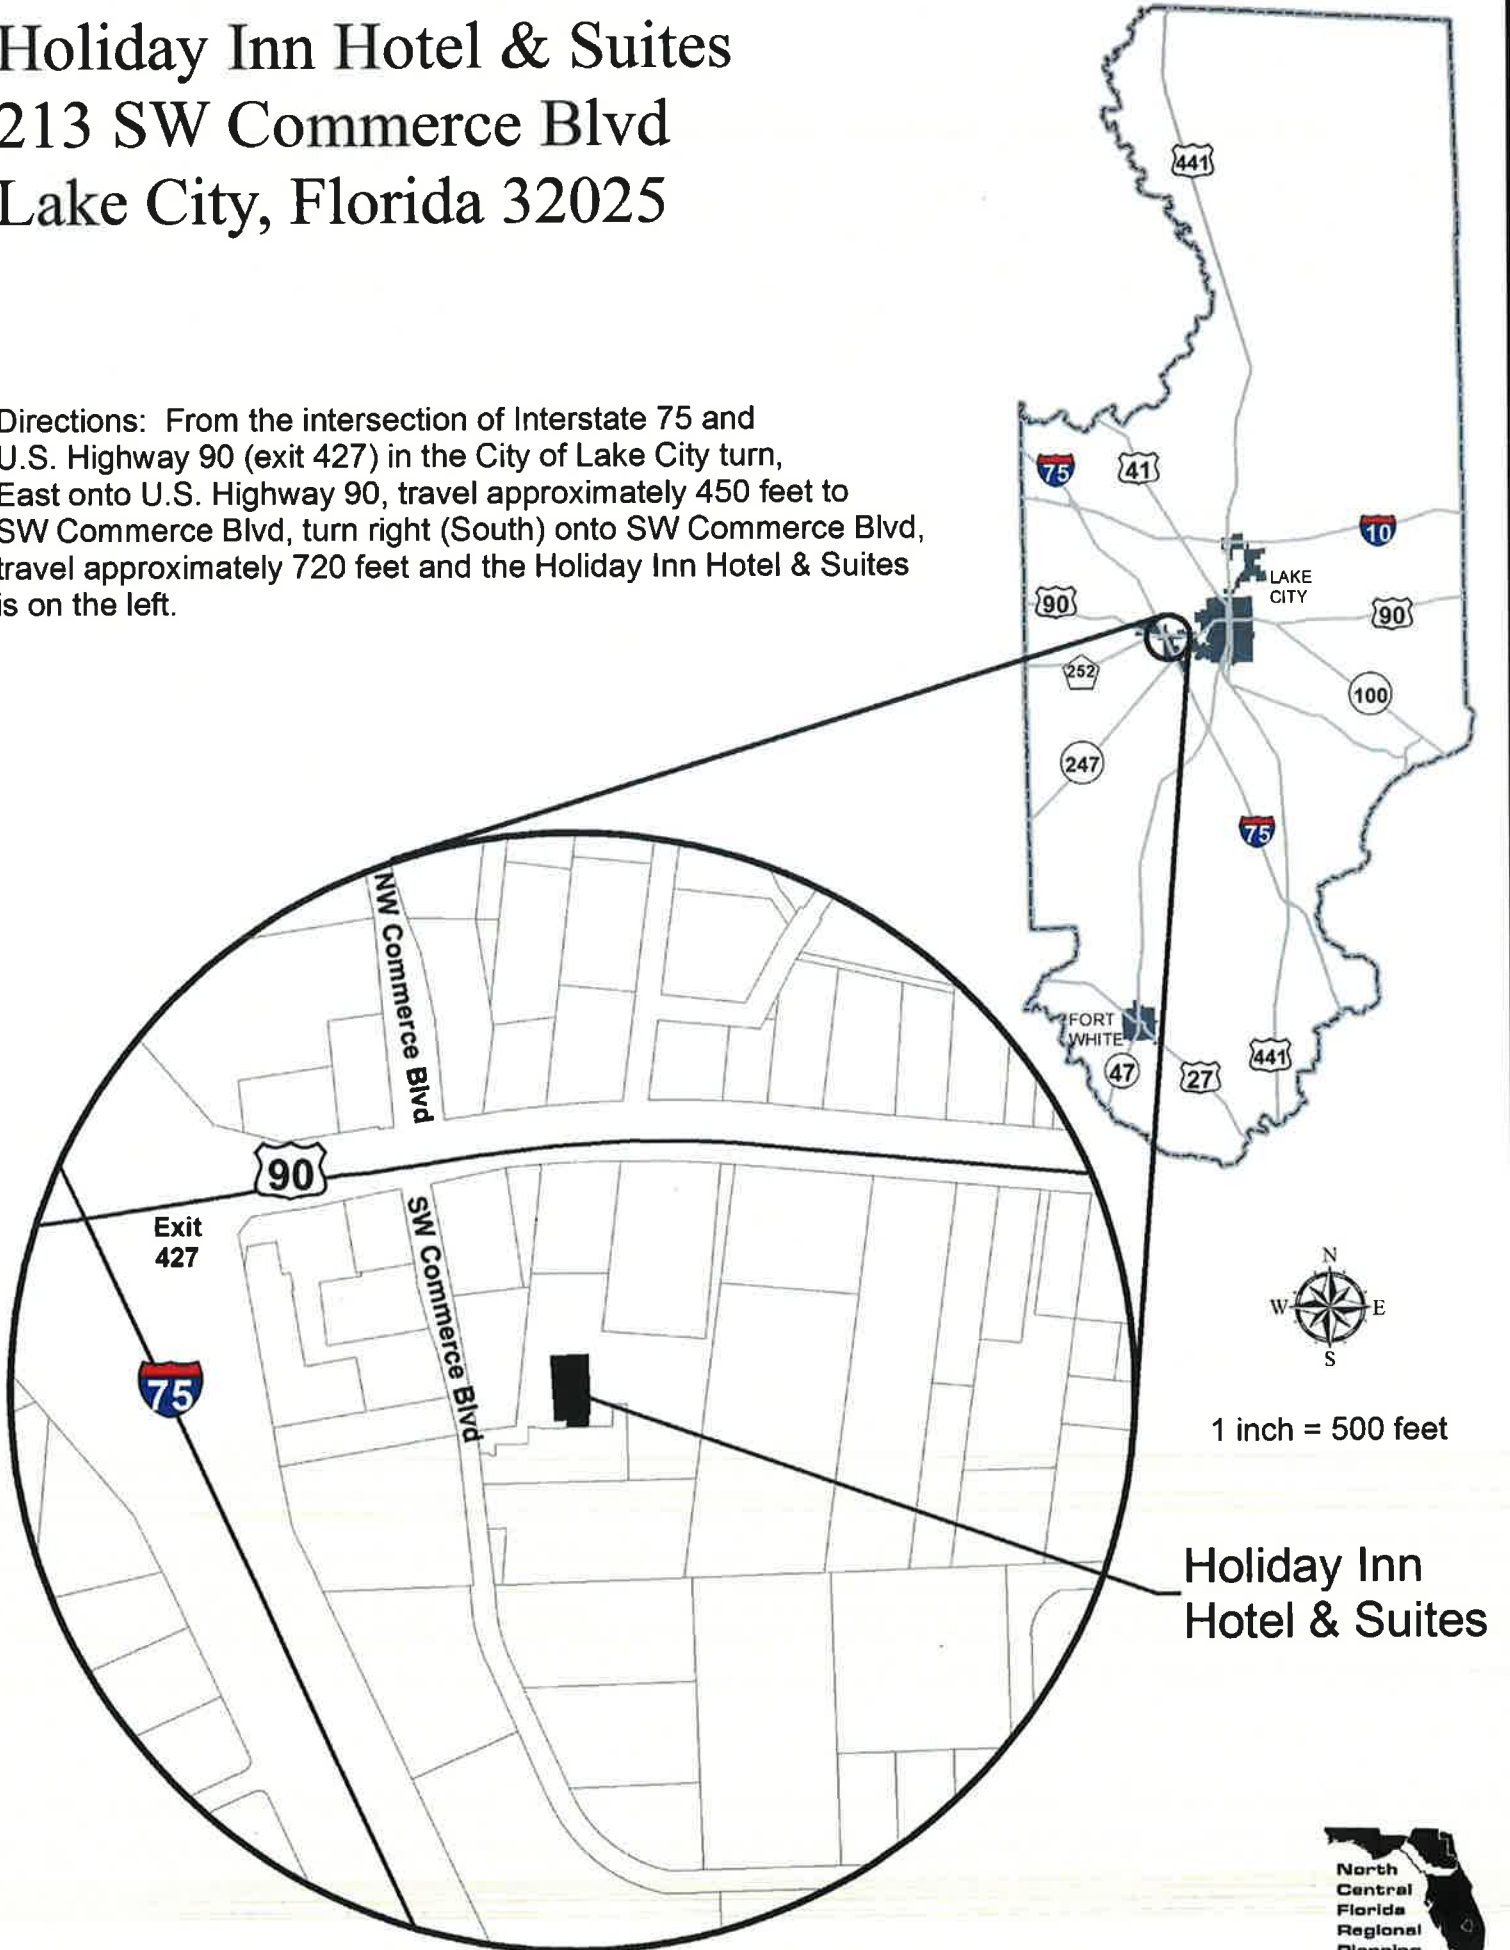 Holiday Inn Hotel & Suites
213 SW Commerce Blvd
Lake City, Florida 32025
Directions: From the intersection of Interstate 75 and
U.S. Highway 90 (exit 427) in the City of Lake City turn,
East onto U.S. Highway 90, travel approximately 450 feet to
SW Commerce Blvd, turn right (South) onto SW Commerce Blvd,
travel approximately 720 feet and the Holiday Inn Hotel & Suites
is on the left.
441
75
41
10
LAKE
CITY
90
90
252
100
247
75
FORT
WHITE
47
27
441
NW Commerce Blvd
90
Exit
427
SW Commerce Blvd
75
N
W
E
S
1 inch = 500 feet
Holiday Inn
Hotel & Suites
North
Central
Florida
Regional
Planning